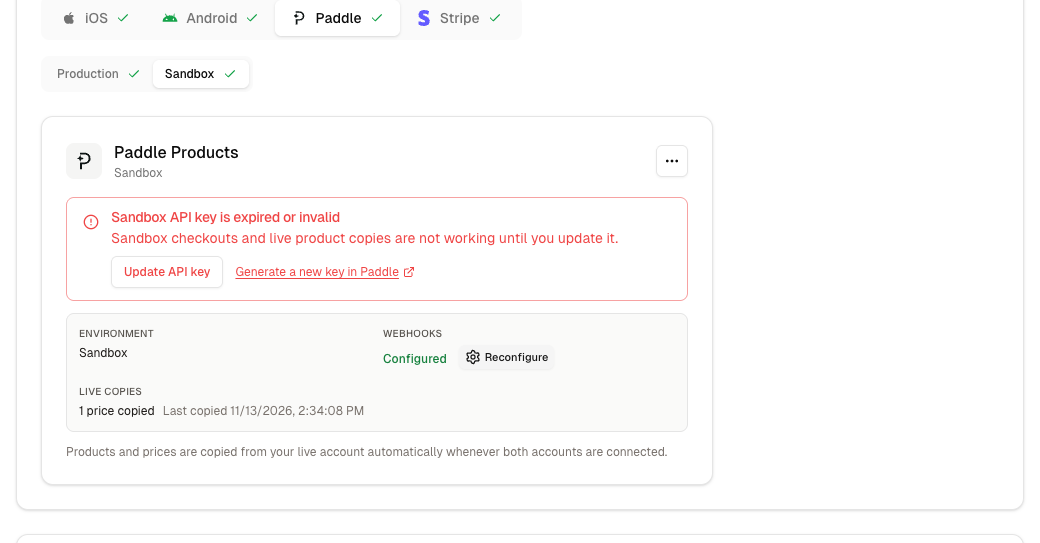 iOS Android Paddle Stripe
Production Sandbox
Paddle Products
Sandbox
Sandbox API key is expired or invalid
Sandbox checkouts and live product copies are not working until you update it.
Update API key Generate a new key in Paddle
ENVIRONMENT
Sandbox
WEBHOOKS
Configured Reconfigure
LIVE COPIES
1 price copied Last copied 11/13/2026, 2:34:08 PM
Products and prices are copied from your live account automatically whenever both accounts are connected.